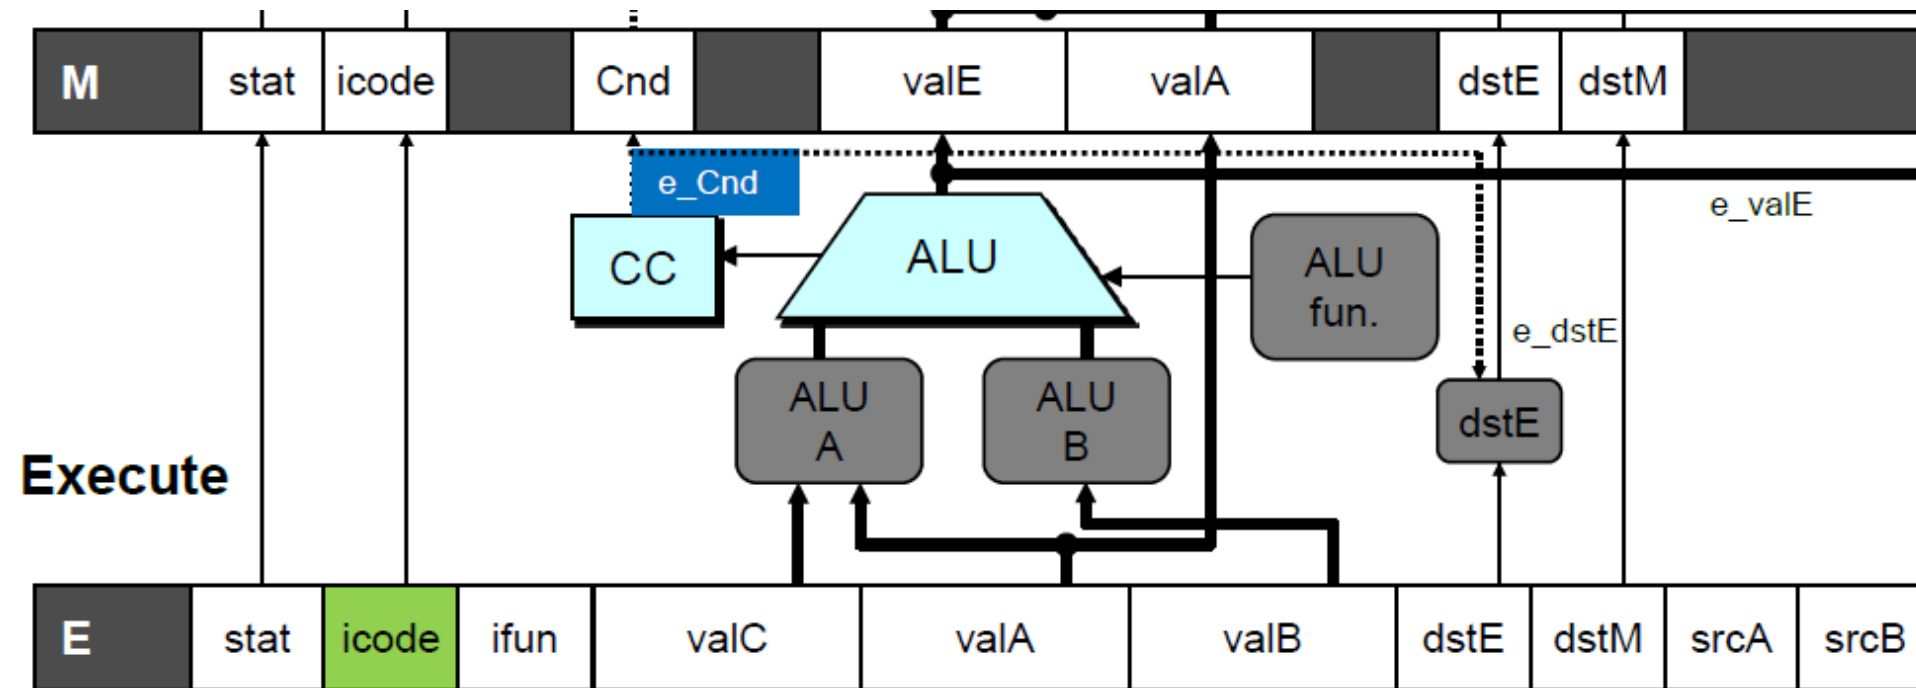 M stat icode Cnd valE valA dstE dstM
e_Cnd
e_valE
CC
ALU
ALU
fun.
e_dstE
ALU
A
ALU
B
dstE
Execute
E stat icode ifun valC valA valB dstE dstM srcA srcB